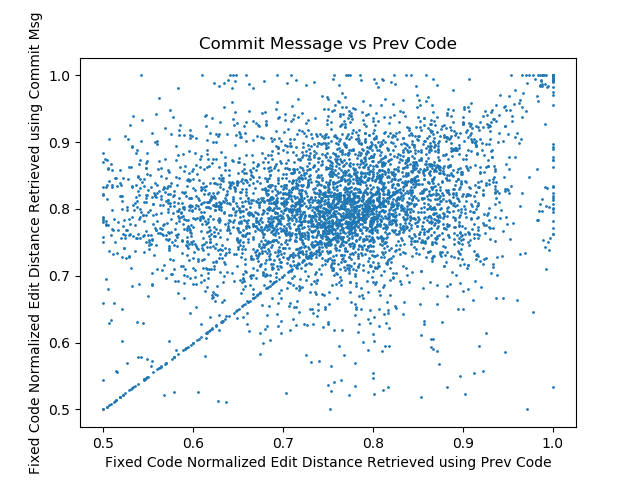 Commit Message vs Prev Code
Fixed Code Normalized Edit Distance Retrieved using Commit Msg
1.0
0.9
0.8
0.7
0.6
0.5
0.5 0.6 0.7 0.8 0.9 1.0
Fixed Code Normalized Edit Distance Retrieved using Prev Code